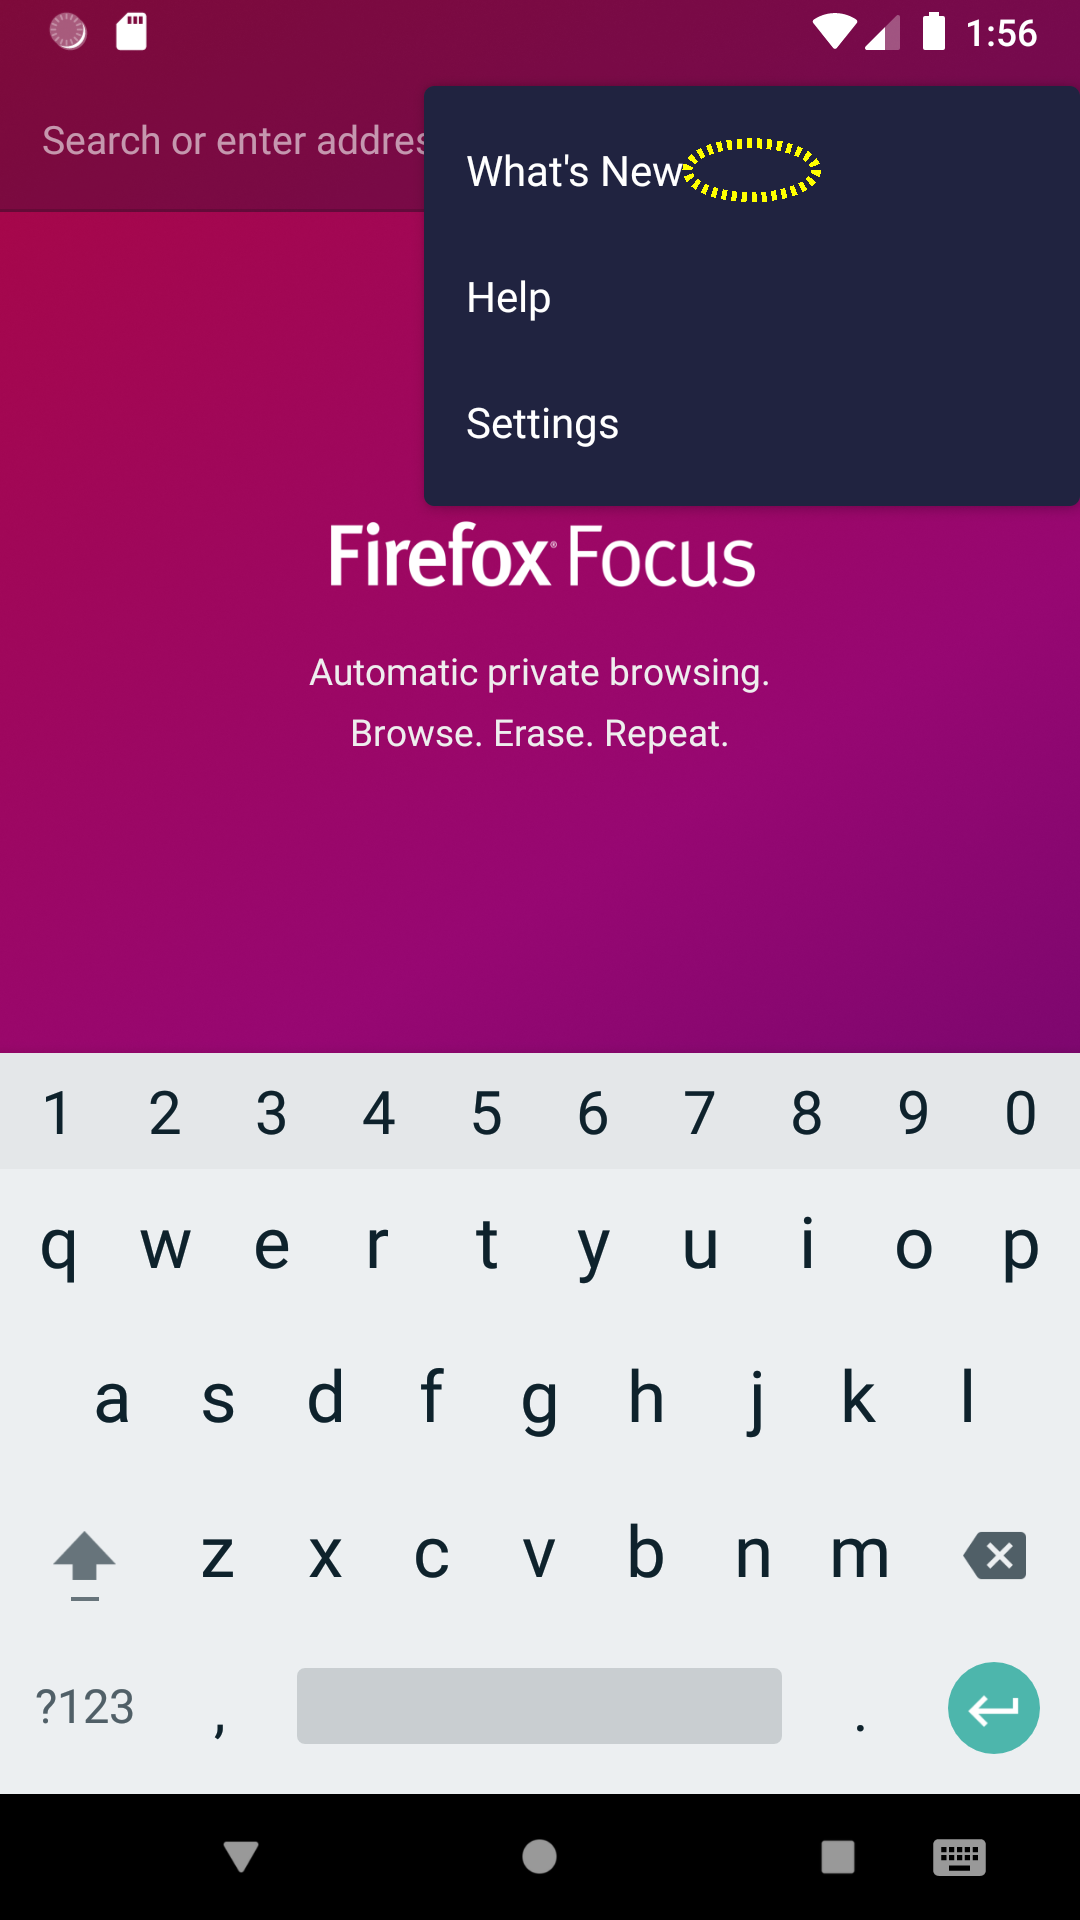 1:56
Search or enter addres
What's New
Help
Settings
Firefox Focus
Automatic private browsing.
Browse. Erase. Repeat.
1 2 3 4 5 6 7 8 9 0
q w e r t y u i o p
a s d f g h j k l
z x c v b n m
?123 , .